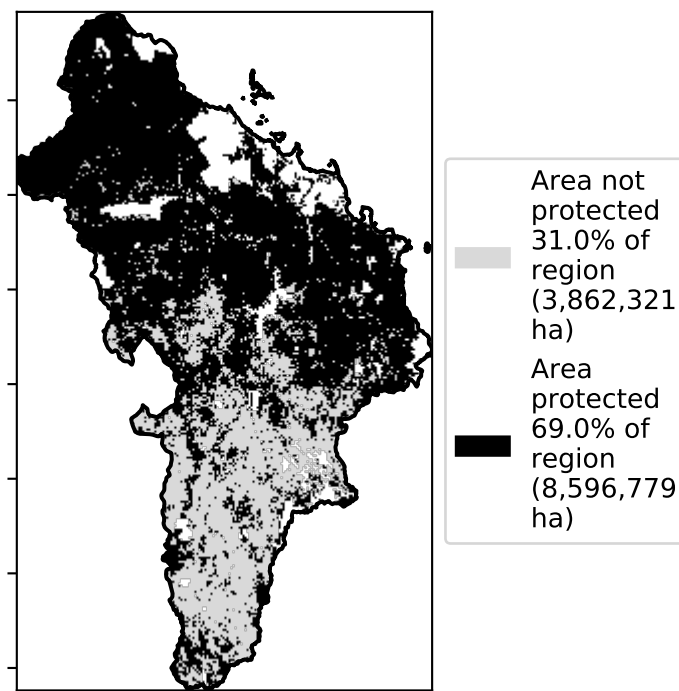 Area not
protected
31.0% of
region
(3,862,321
ha)
Area
protected
69.0% of
region
(8,596,779
ha)